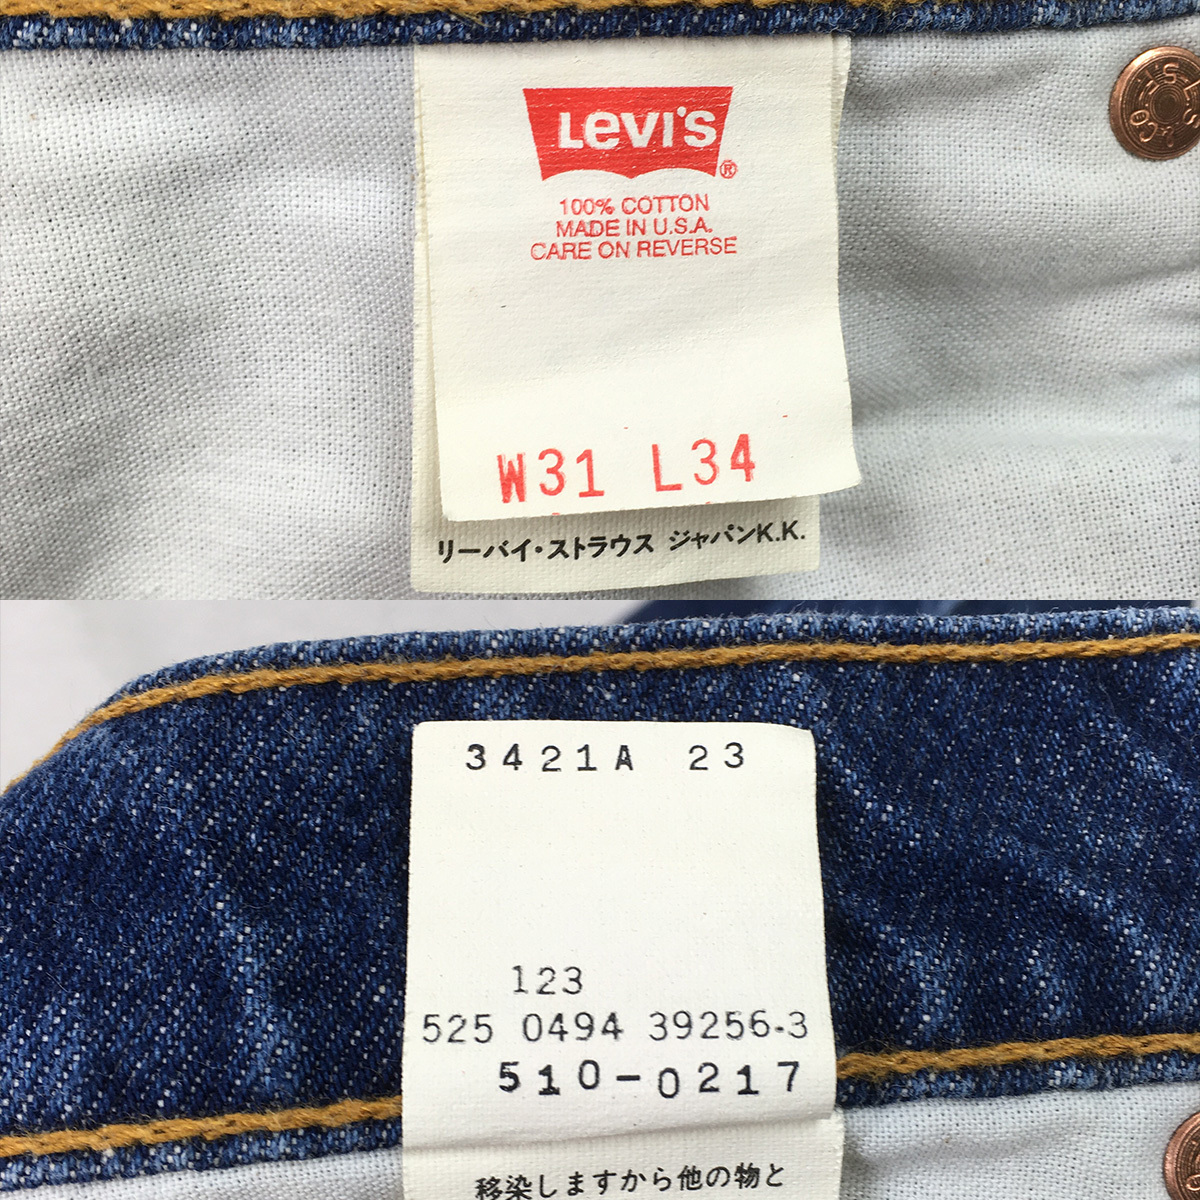 Levi's®
100% COTTON
MADE IN U.S.A.
CARE ON REVERSE
W31 L34
リーバイ・ストラウス ジャパンK.K.
3421A 23
123
525 0494 39256-3
510-0217
移染しますから他の物と